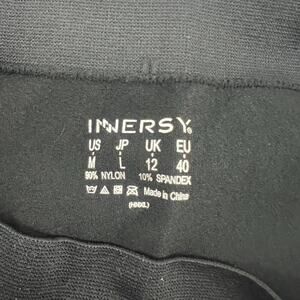 INNERSY®
US JP UK EU
M L 12 40
90% NYLON 10% SPANDEX
Made in China